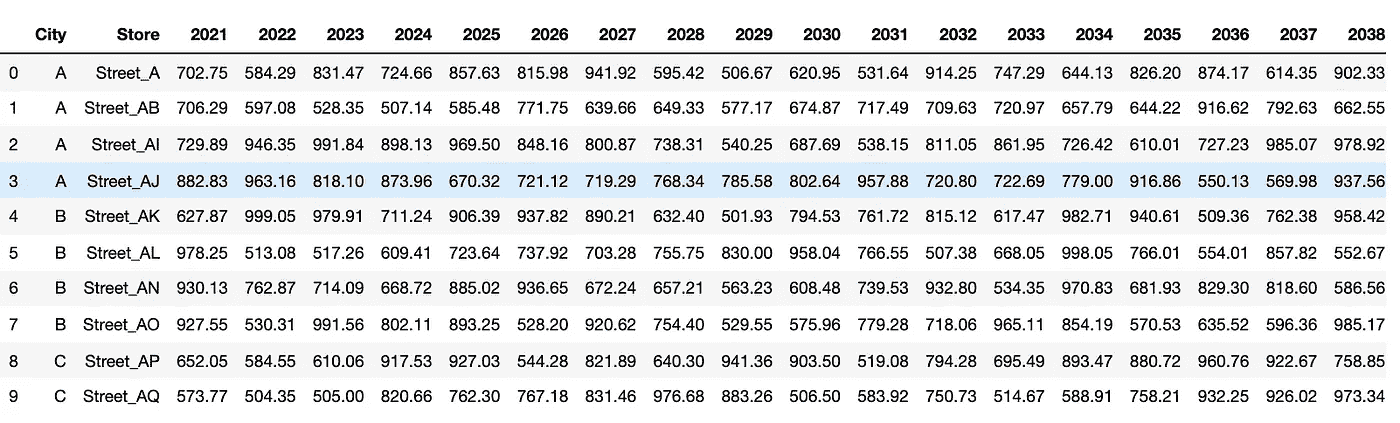 City Store 2021 2022 2023 2024 2025 2026 2027 2028 2029 2030 2031 2032 2033 2034 2035 2036 2037 2038
0 A Street_A 702.75 584.29 831.47 724.66 857.63 815.98 941.92 595.42 506.67 620.95 531.64 914.25 747.29 644.13 826.20 874.17 614.35 902.33
1 A Street_AB 706.29 597.08 528.35 507.14 585.48 771.75 639.66 649.33 577.17 674.87 717.49 709.63 720.97 657.79 644.22 916.62 792.63 662.55
2 A Street_AI 729.89 946.35 991.84 898.13 969.50 848.16 800.87 738.31 540.25 687.69 538.15 811.05 861.95 726.42 610.01 727.23 985.07 978.92
3 A Street_AJ 882.83 963.16 818.10 873.96 670.32 721.12 719.29 768.34 785.58 802.64 957.88 720.80 722.69 779.00 916.86 550.13 569.98 937.56
4 B Street_AK 627.87 999.05 979.91 711.24 906.39 937.82 890.21 632.40 501.93 794.53 761.72 815.12 617.47 982.71 940.61 509.36 762.38 958.42
5 B Street_AL 978.25 513.08 517.26 609.41 723.64 737.92 703.28 755.75 830.00 958.04 766.55 507.38 668.05 998.05 766.01 554.01 857.82 552.67
6 B Street_AN 930.13 762.87 714.09 668.72 885.02 936.65 672.24 657.21 563.23 608.48 739.53 932.80 534.35 970.83 681.93 829.30 818.60 586.56
7 B Street_AO 927.55 530.31 991.56 802.11 893.25 528.20 920.62 754.40 529.55 575.96 779.28 718.06 965.11 854.19 570.53 635.52 596.36 985.17
8 C Street_AP 652.05 584.55 610.06 917.53 927.03 544.28 821.89 640.30 941.36 903.50 519.08 794.28 695.49 893.47 880.72 960.76 922.67 758.85
9 C Street_AQ 573.77 504.35 505.00 820.66 762.30 767.18 831.46 976.68 883.26 506.50 583.92 750.73 514.67 588.91 758.21 932.25 926.02 973.34